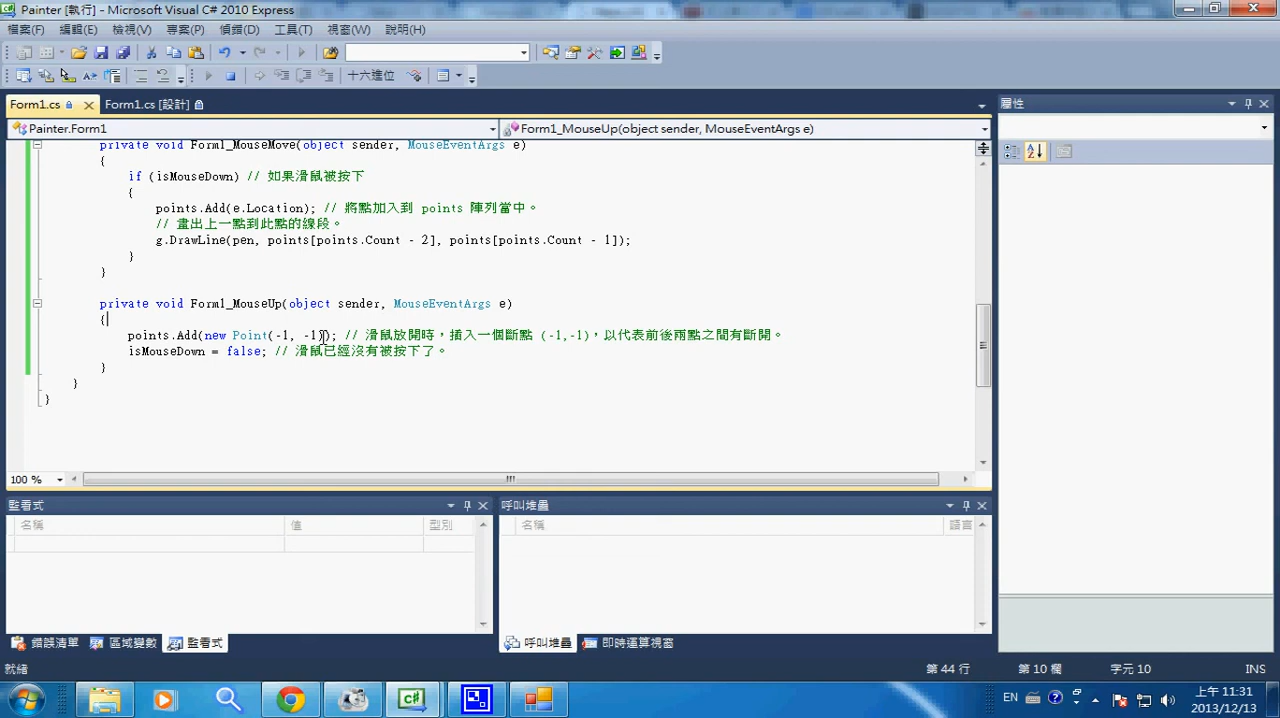 Painter [執行] - Microsoft Visual C# 2010 Express
檔案(F) 編輯(E) 檢視(V) 專案(P) 偵錯(D) 工具(T) 視窗(W) 說明(H)
十六進位
Form1.cs Form1.cs [設計]
屬性
Painter.Form1 Form1_MouseUp(object sender, MouseEventArgs e)
private void Form1_MouseMove(object sender, MouseEventArgs e)
{
if (isMouseDown) // 如果滑鼠被按下
{
points.Add(e.Location); // 將點加入到 points 陣列當中。
// 畫出上一點到此點的線段。
g.DrawLine(pen, points[points.Count - 2], points[points.Count - 1]);
}
}
private void Form1_MouseUp(object sender, MouseEventArgs e)
{
points.Add(new Point(-1, -1)); // 滑鼠放開時，插入一個斷點 (-1,-1)，以代表前後兩點之間有斷開。
isMouseDown = false; // 滑鼠已經沒有被按下了。
}
}
}
100 %
監看式 呼叫堆疊
名稱 值 型別 名稱 語言
錯誤清單 區域變數 監看式 呼叫堆疊 即時運算視窗
就緒 第 44 行 第 10 欄 字元 10 INS
EN 上午 11:31
2013/12/13